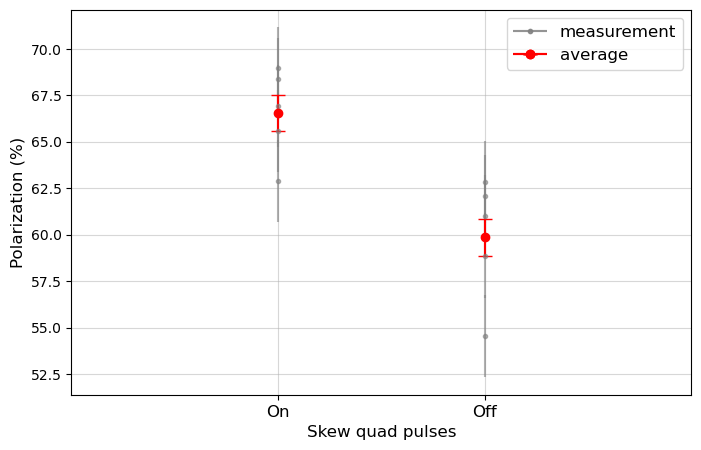 measurement
average
Polarization (%)
70.0
67.5
65.0
62.5
60.0
57.5
55.0
52.5
On Off
Skew quad pulses